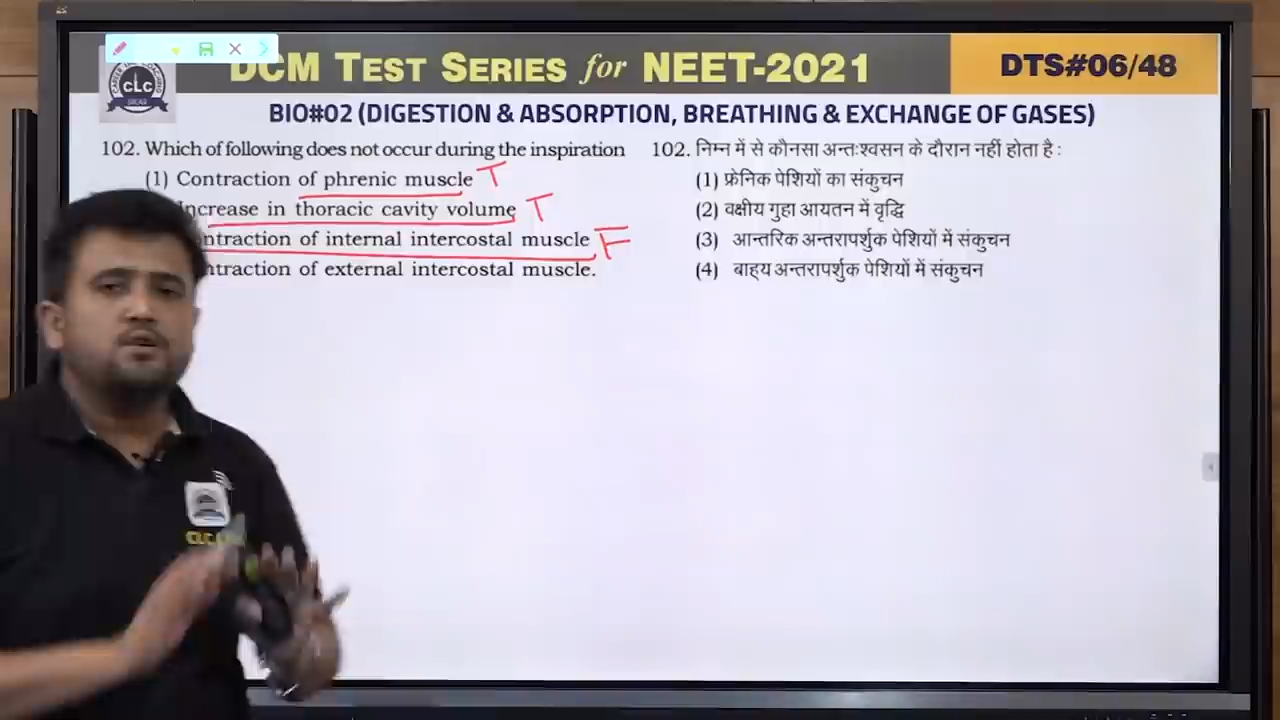 DCM TEST SERIES for NEET-2021
DTS#06/48
CLC
SIKAR
BIO#02 (DIGESTION & ABSORPTION, BREATHING & EXCHANGE OF GASES)
102. Which of following does not occur during the inspiration
(1) Contraction of phrenic muscle T
Increase in thoracic cavity volume T
ntraction of internal intercostal muscle F
ntraction of external intercostal muscle.
102. निम्न में से कौनसा अन्तःश्वसन के दौरान नहीं होता है :
(1) फ्रेनिक पेशियों का संकुचन
(2) वक्षीय गुहा आयतन में वृद्धि
(3) आन्तरिक अन्तरापर्शुक पेशियों में संकुचन
(4) बाह्य अन्तरापर्शुक पेशियों में संकुचन